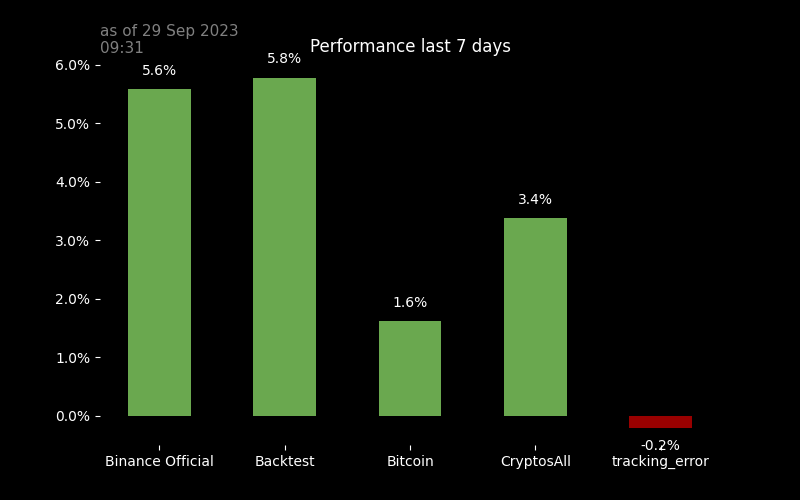 as of 29 Sep 2023
09:31
Performance last 7 days
6.0%
5.0%
4.0%
3.0%
2.0%
1.0%
0.0%
5.6%
5.8%
1.6%
3.4%
-0.2%
Binance Official
Backtest
Bitcoin
CryptosAll
tracking_error